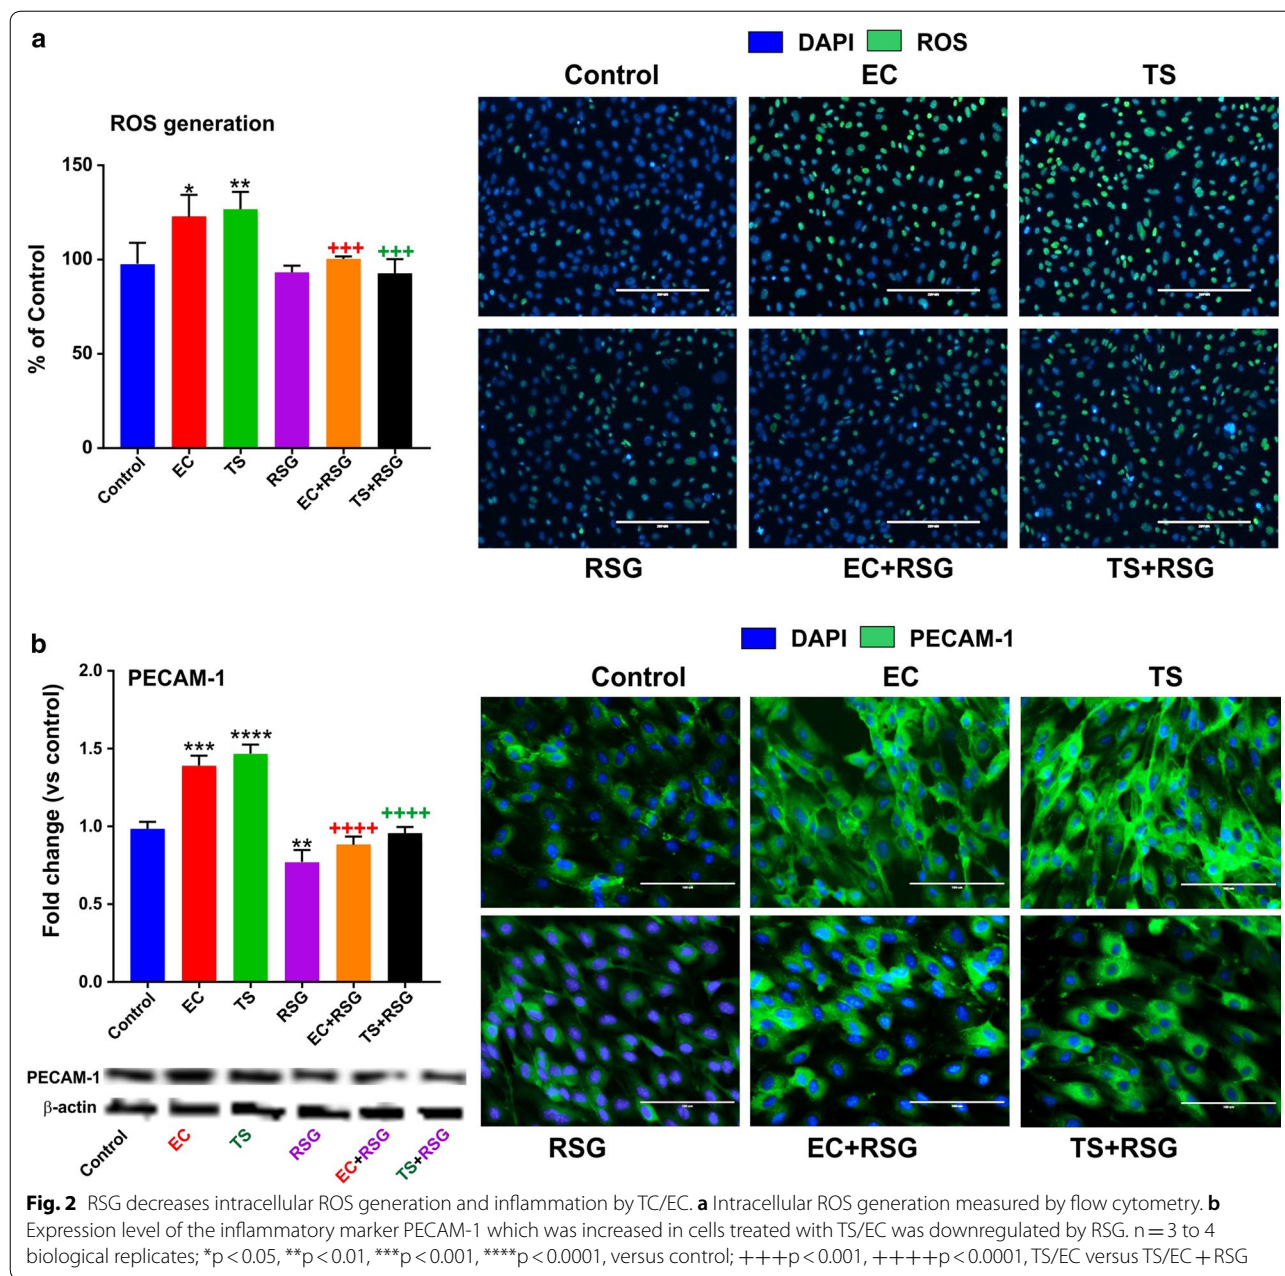 a
DAPI ROS
Control EC TS
ROS generation
150
100
50
0
% of Control
*
**
+++
+++
Control EC TS RSG EC+RSG TS+RSG
RSG EC+RSG TS+RSG
b
DAPI PECAM-1
Control EC TS
PECAM-1
2.0
1.5
1.0
0.5
0.0
Fold change (vs control)
***
****
**
++++
++++
Control EC TS RSG EC+RSG TS+RSG
PECAM-1
β-actin
Control EC TS RSG EC+RSG TS+RSG
RSG EC+RSG TS+RSG
Fig. 2 RSG decreases intracellular ROS generation and inflammation by TC/EC. a Intracellular ROS generation measured by flow cytometry. b
Expression level of the inflammatory marker PECAM-1 which was increased in cells treated with TS/EC was downregulated by RSG. n = 3 to 4
biological replicates; *p < 0.05, **p < 0.01, ***p < 0.001, ****p < 0.0001, versus control; +++p < 0.001, ++++p < 0.0001, TS/EC versus TS/EC + RSG